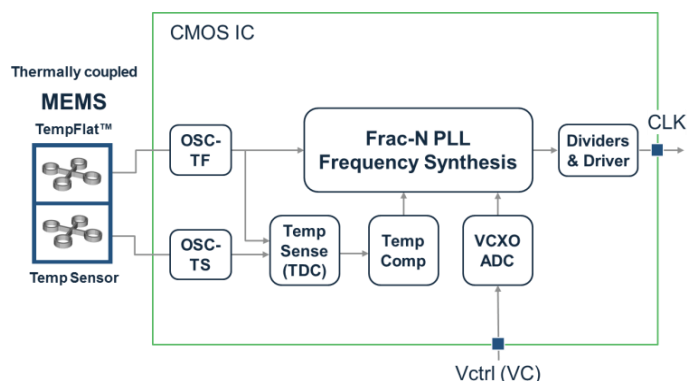 CMOS IC
Thermally coupled
MEMS
TempFlat™
OSC-
TF
Frac-N PLL
Frequency Synthesis
Dividers
& Driver
CLK
OSC-
TS
Temp
Sense
(TDC)
Temp
Comp
VCXO
ADC
Temp Sensor
Vctrl (VC)